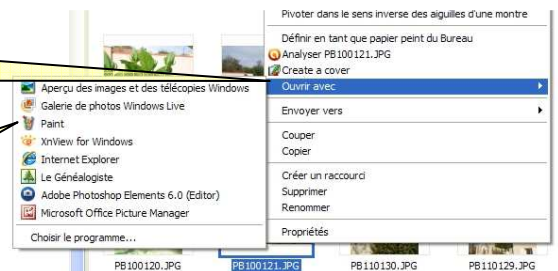 Pivoter dans le sens inverse des aiguilles d'une montre
Définir en tant que papier peint du Bureau
Analyser PB100121.JPG
Create a cover
Ouvrir avec
Envoyer vers
Couper
Copier
Créer un raccourci
Supprimer
Renommer
Propriétés
Aperçu des images et des télécopies Windows
Galerie de photos Windows Live
Paint
XnView for Windows
Internet Explorer
Le Généalogiste
Adobe Photoshop Elements 6.0 (Editor)
Microsoft Office Picture Manager
Choisir le programme...
PB100120.JPG
PB100121.JPG
PB110130.JPG
PB110129.JPG